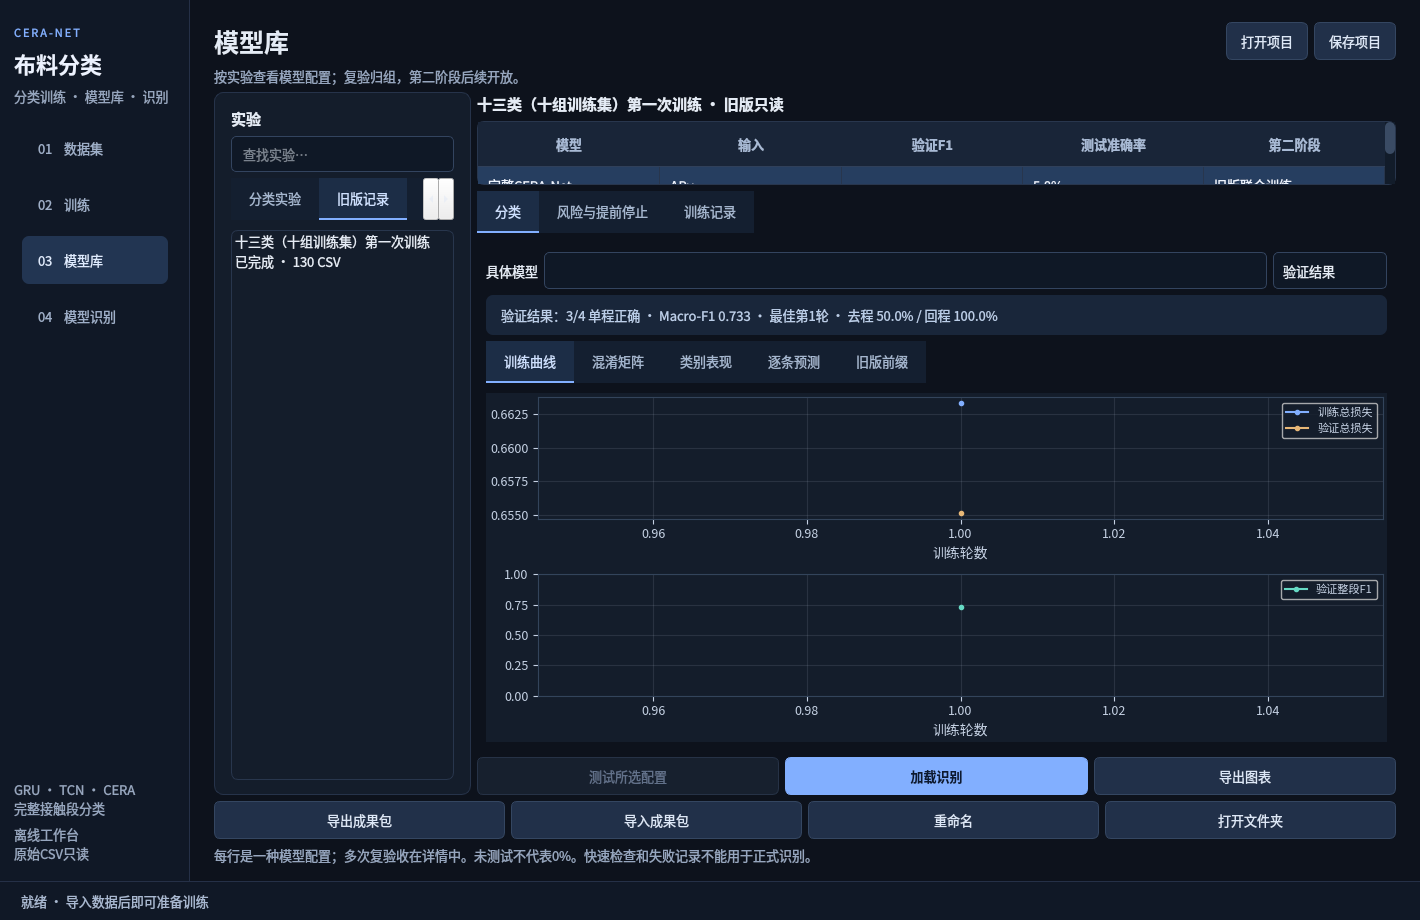 CERA-NET
布料分类
分类训练 · 模型库 · 识别
01 数据集
02 训练
03 模型库
04 模型识别
GRU · TCN · CERA
完整接触段分类
离线工作台
原始CSV只读
模型库
按实验查看模型配置；复验归组，第二阶段后续开放。
打开项目
保存项目
实验
查找实验…
分类实验
旧版记录
十三类（十组训练集）第一次训练
已完成 · 130 CSV
十三类（十组训练集）第一次训练 · 旧版只读
模型 输入 验证F1 测试准确率 第二阶段
分类 风险与提前停止 训练记录
具体模型
验证结果
验证结果：3/4 单程正确 · Macro-F1 0.733 · 最佳第1轮 · 去程 50.0% / 回程 100.0%
训练曲线 混淆矩阵 类别表现 逐条预测 旧版前缀
0.6625
0.6600
0.6575
0.6550
训练总损失
验证总损失
0.96 0.98 1.00 1.02 1.04
训练轮数
1.00
0.75
0.50
0.25
0.00
验证整段F1
0.96 0.98 1.00 1.02 1.04
训练轮数
测试所选配置
加载识别
导出图表
导出成果包
导入成果包
重命名
打开文件夹
每行是一种模型配置；多次复验收在详情中。未测试不代表0%。快速检查和失败记录不能用于正式识别。
就绪 · 导入数据后即可准备训练